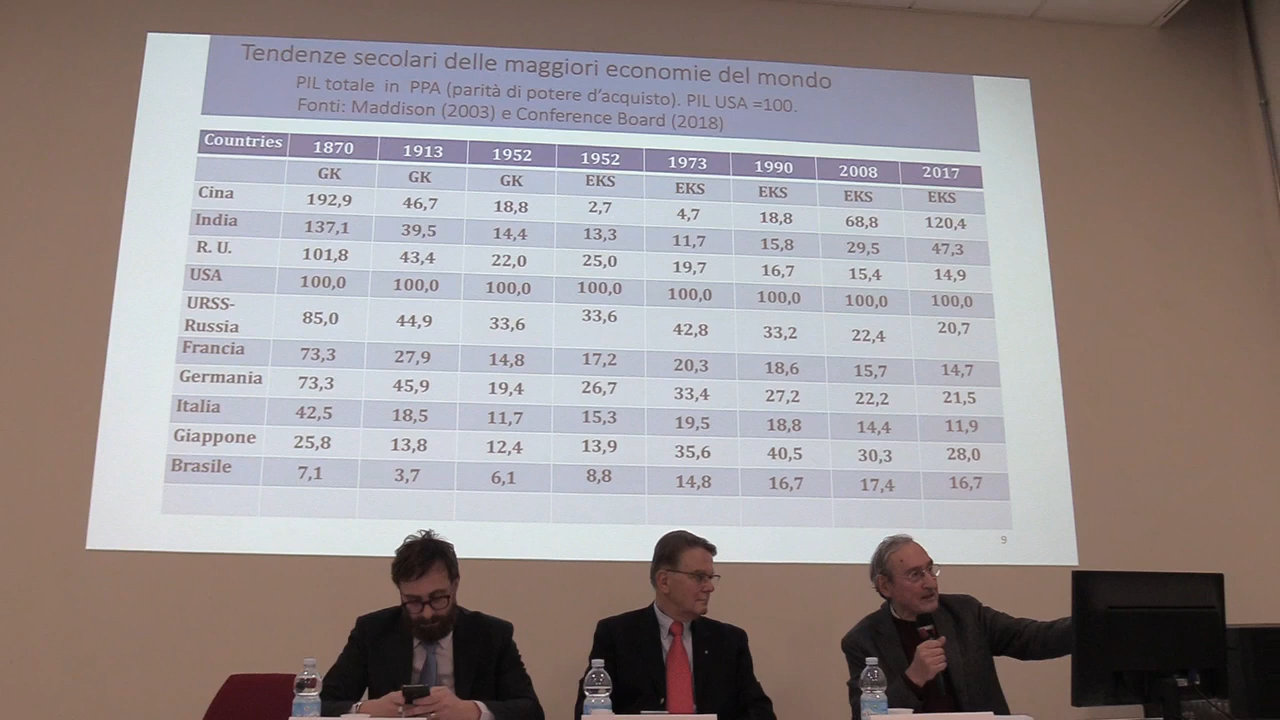 Tendenze secolari delle maggiori economie del mondo
PIL totale in PPA (parità di potere d'acquisto). PIL USA =100.
Fonti: Maddison (2003) e Conference Board (2018)
Countries 1870 1913 1952 1952 1973 1990 2008 2017
GK GK GK EKS EKS EKS EKS EKS
Cina 192,9 46,7 18,8 2,7 4,7 18,8 68,8 120,4
India 137,1 39,5 14,4 13,3 11,7 15,8 29,5 47,3
R. U. 101,8 43,4 22,0 25,0 19,7 16,7 15,4 14,9
USA 100,0 100,0 100,0 100,0 100,0 100,0 100,0 100,0
URSS-
Russia 85,0 44,9 33,6 33,6 42,8 33,2 22,4 20,7
Francia 73,3 27,9 14,8 17,2 20,3 18,6 15,7 14,7
Germania 73,3 45,9 19,4 26,7 33,4 27,2 22,2 21,5
Italia 42,5 18,5 11,7 15,3 19,5 18,8 14,4 11,9
Giappone 25,8 13,8 12,4 13,9 35,6 40,5 30,3 28,0
Brasile 7,1 3,7 6,1 8,8 14,8 16,7 17,4 16,7
9